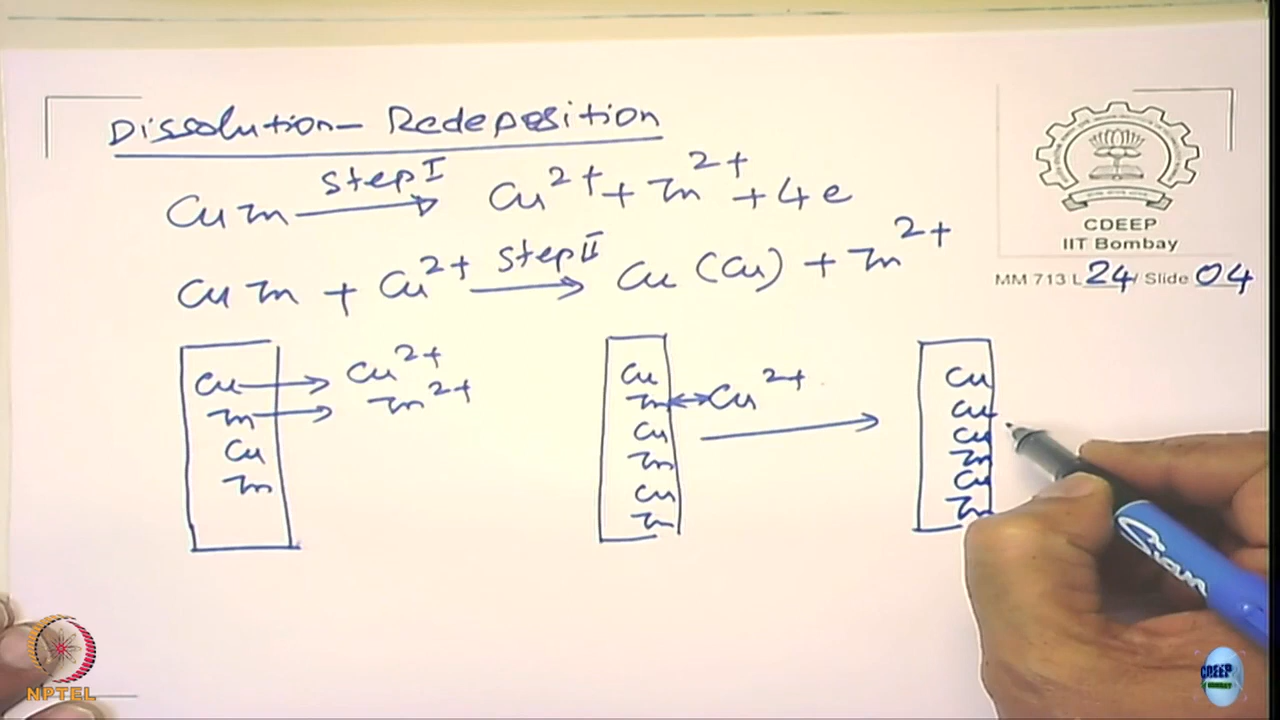 Dissolution - Redeposition
CuZn —Step I→ Cu²⁺ + Zn²⁺ + 4e
CuZn + Cu²⁺ —Step II→ Cu (Cu) + Zn²⁺
Cu → Cu²⁺
Zn → Zn²⁺
Cu
Zn
Cu
Zn ↔ Cu²⁺
Cu →
Zn
Cu
Zn
Cu
Cu
Cu
Zn
Cu
Zn
CDEEP
IIT Bombay
MM 713 L 24 / Slide 04
NPTEL
CDEEP